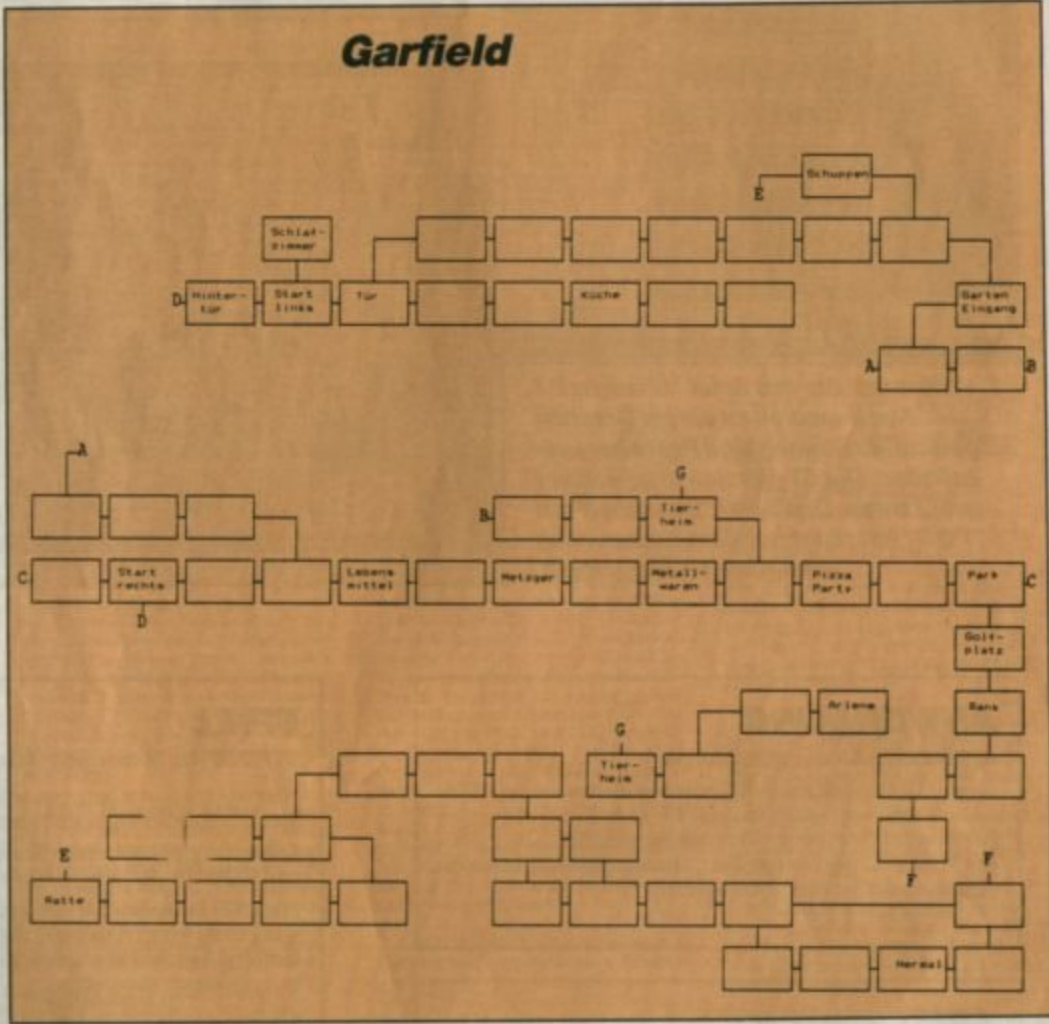 Garfield
Schuppen
E
Schlaf-
zimmer
D
Hinter-
tür
Start
links
Tür
Küche
Garten
Eingang
A
B
A
G
B
Tier-
heim
C
Start
rechts
Lebens
mittel
Metzger
Metall-
waren
Pizza
Party
Park
C
D
Golf-
platz
Arlene
Bank
G
Tier-
heim
E
F
F
Ratte